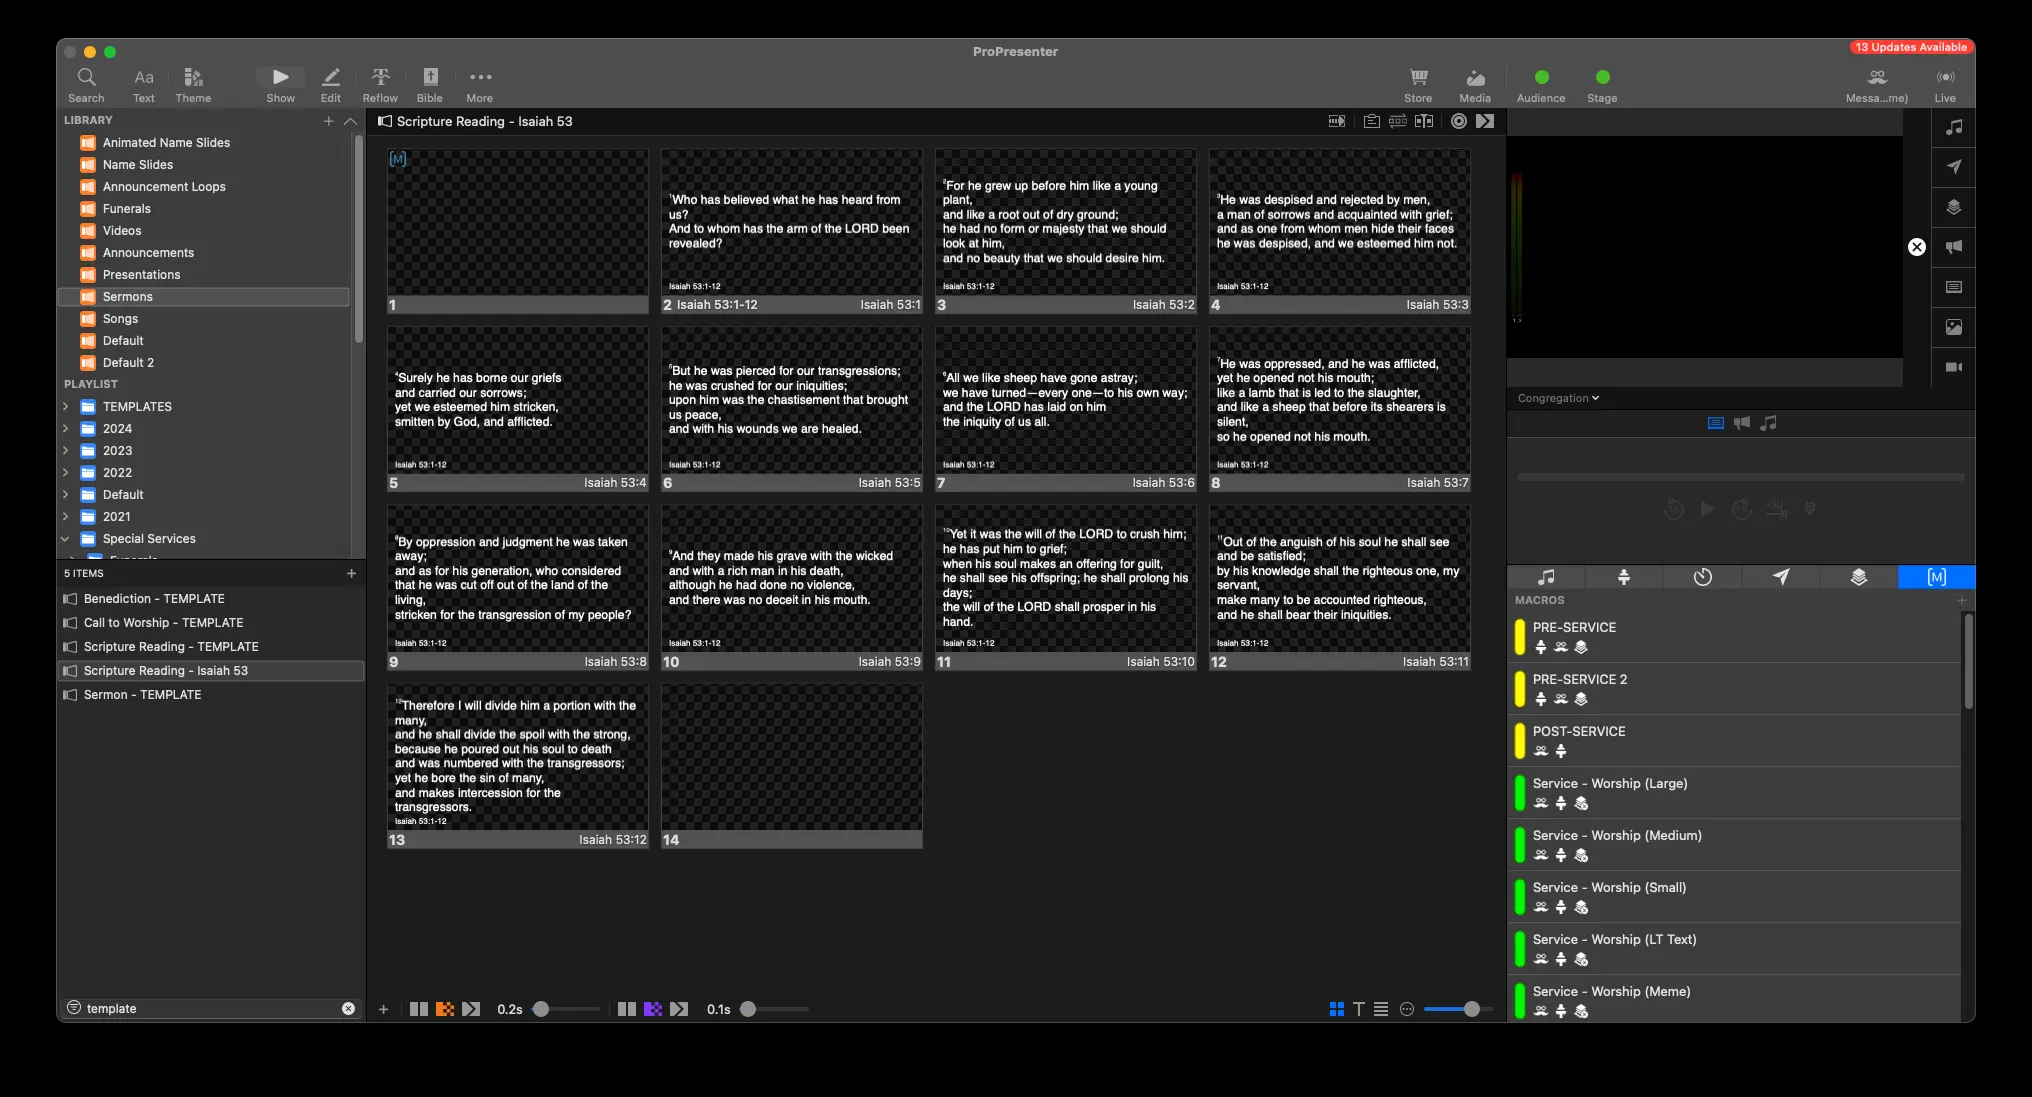 ProPresenter
13 Updates Available
Search
Text
Theme
Show
Edit
Reflow
Bible
More
Store
Media
Audience
Stage
Messa...me)
Live
LIBRARY
Animated Name Slides
Name Slides
Announcement Loops
Funerals
Videos
Announcements
Presentations
Sermons
Songs
Default
Default 2
PLAYLIST
TEMPLATES
2024
2023
2022
Default
2021
Special Services
5 ITEMS
Benediction - TEMPLATE
Call to Worship - TEMPLATE
Scripture Reading - TEMPLATE
Scripture Reading - Isaiah 53
Sermon - TEMPLATE
template
Scripture Reading - Isaiah 53
[M]
1
1Who has believed what he has heard from
us?
And to whom has the arm of the LORD been
revealed?
Isaiah 53:1-12
2 Isaiah 53:1-12 Isaiah 53:1
2For he grew up before him like a young
plant,
and like a root out of dry ground;
he had no form or majesty that we should
look at him,
and no beauty that we should desire him.
Isaiah 53:1-12
3 Isaiah 53:2
3He was despised and rejected by men,
a man of sorrows and acquainted with grief;
and as one from whom men hide their faces
he was despised, and we esteemed him not.
Isaiah 53:1-12
4 Isaiah 53:3
4Surely he has borne our griefs
and carried our sorrows;
yet we esteemed him stricken,
smitten by God, and afflicted.
Isaiah 53:1-12
5 Isaiah 53:4
5But he was pierced for our transgressions;
he was crushed for our iniquities;
upon him was the chastisement that brought
us peace,
and with his wounds we are healed.
Isaiah 53:1-12
6 Isaiah 53:5
6All we like sheep have gone astray;
we have turned—every one—to his own way;
and the LORD has laid on him
the iniquity of us all.
Isaiah 53:1-12
7 Isaiah 53:6
7He was oppressed, and he was afflicted,
yet he opened not his mouth;
like a lamb that is led to the slaughter,
and like a sheep that before its shearers is
silent,
so he opened not his mouth.
Isaiah 53:1-12
8 Isaiah 53:7
8By oppression and judgment he was taken
away;
and as for his generation, who considered
that he was cut off out of the land of the
living,
stricken for the transgression of my people?
Isaiah 53:1-12
9 Isaiah 53:8
9And they made his grave with the wicked
and with a rich man in his death,
although he had done no violence,
and there was no deceit in his mouth.
Isaiah 53:1-12
10 Isaiah 53:9
10Yet it was the will of the LORD to crush him;
he has put him to grief;
when his soul makes an offering for guilt,
he shall see his offspring; he shall prolong his
days;
the will of the LORD shall prosper in his
hand.
Isaiah 53:1-12
11 Isaiah 53:10
11Out of the anguish of his soul he shall see
and be satisfied;
by his knowledge shall the righteous one, my
servant,
make many to be accounted righteous,
and he shall bear their iniquities.
Isaiah 53:1-12
12 Isaiah 53:11
12Therefore I will divide him a portion with the
many,
and he shall divide the spoil with the strong,
because he poured out his soul to death
and was numbered with the transgressors;
yet he bore the sin of many,
and makes intercession for the
transgressors.
Isaiah 53:1-12
13 Isaiah 53:12
14
0.2s
0.1s
Congregation
[M]
MACROS
PRE-SERVICE
PRE-SERVICE 2
POST-SERVICE
Service - Worship (Large)
Service - Worship (Medium)
Service - Worship (Small)
Service - Worship (LT Text)
Service - Worship (Meme)